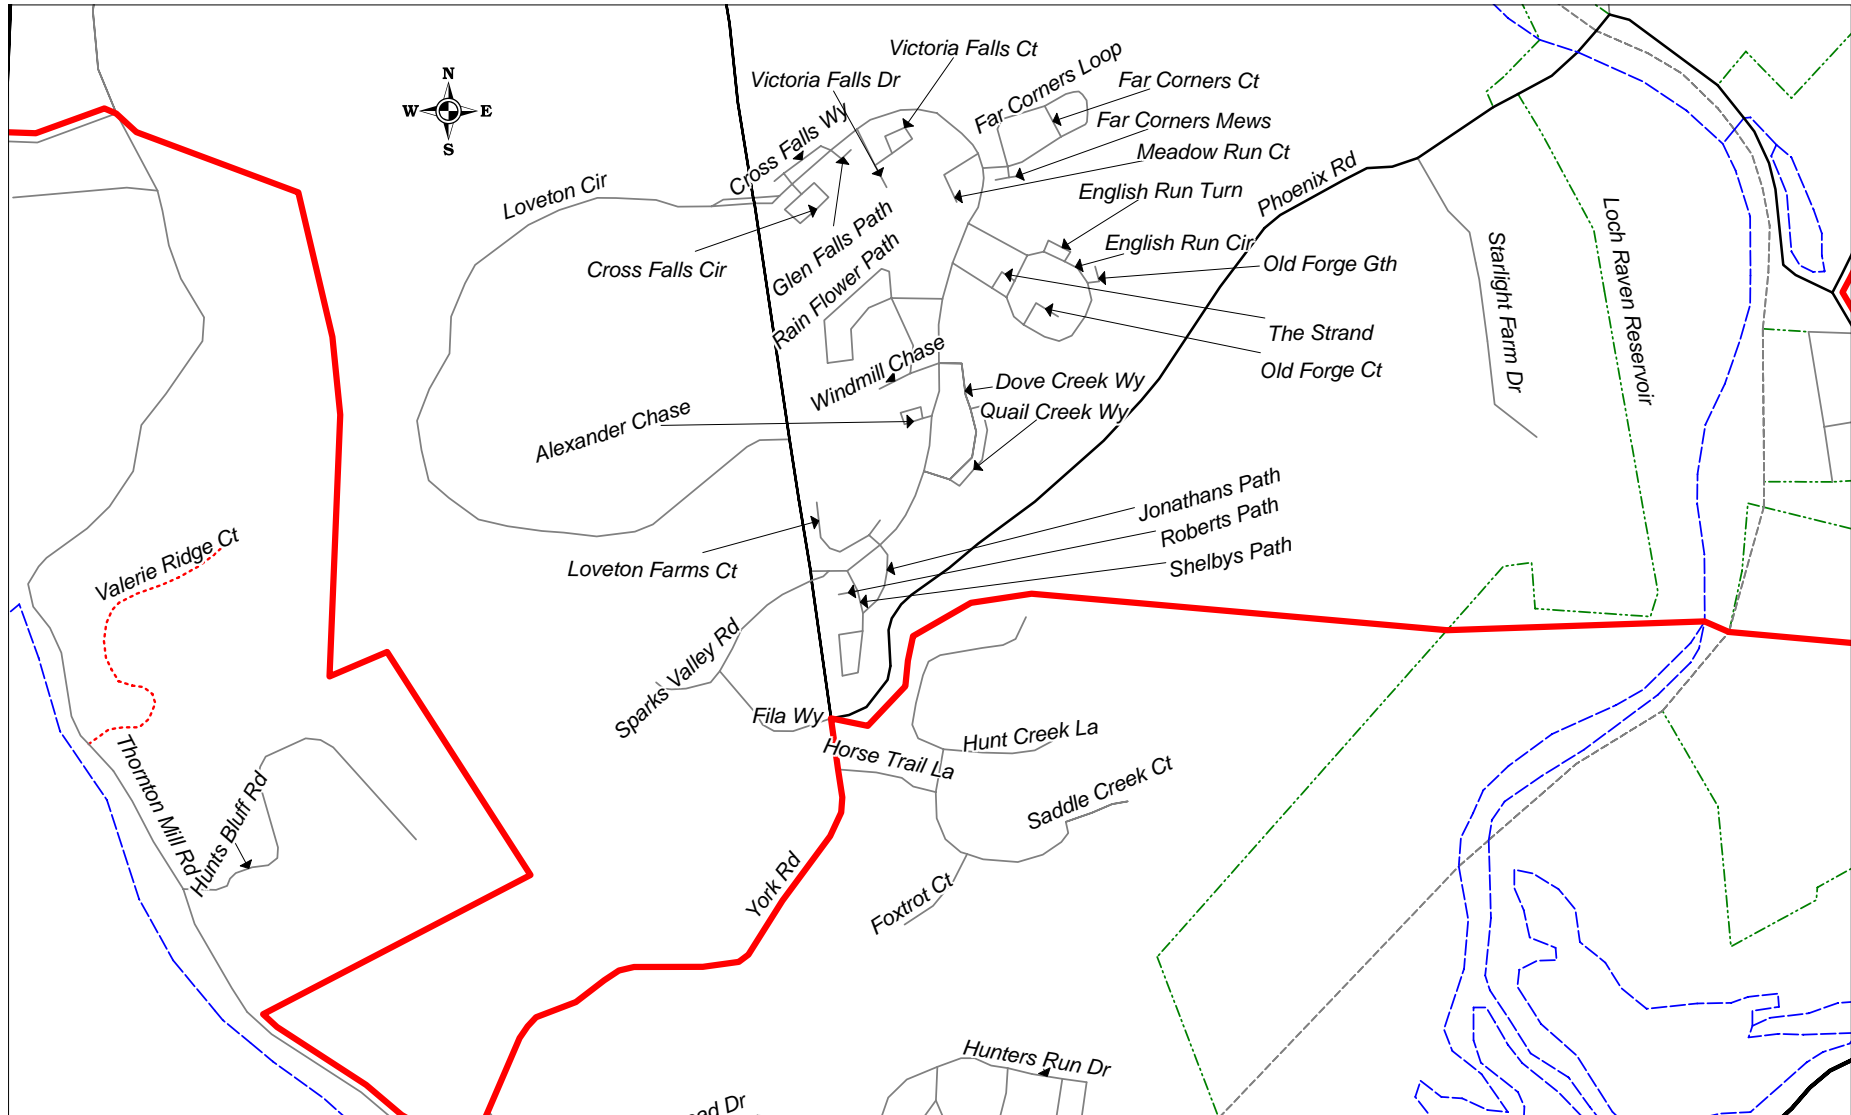 Victoria Falls Ct
Victoria Falls Dr
Far Corners Loop
Far Corners Ct
N
W
E
S
Cross Falls Wy
Far Corners Mews
Meadow Run Ct
Phoenix Rd
Loveton Cir
English Run Turn
Loch Raven Reservoir
Glen Falls Path
Starlight Farm Dr
English Run Cir
Cross Falls Cir
Rain Flower Path
Old Forge Gth
The Strand
Windmill Chase
Old Forge Ct
Dove Creek Wy
Alexander Chase
Quail Creek Wy
Jonathans Path
Roberts Path
Valerie Ridge Ct
Loveton Farms Ct
Shelbys Path
Sparks Valley Rd
Fila Wy
Thornton Mill Rd
Horse Trail La
Hunt Creek La
Hunts Bluff Rd
Saddle Creek Ct
York Rd
Foxtrot Ct
Hunters Run Dr
Dr